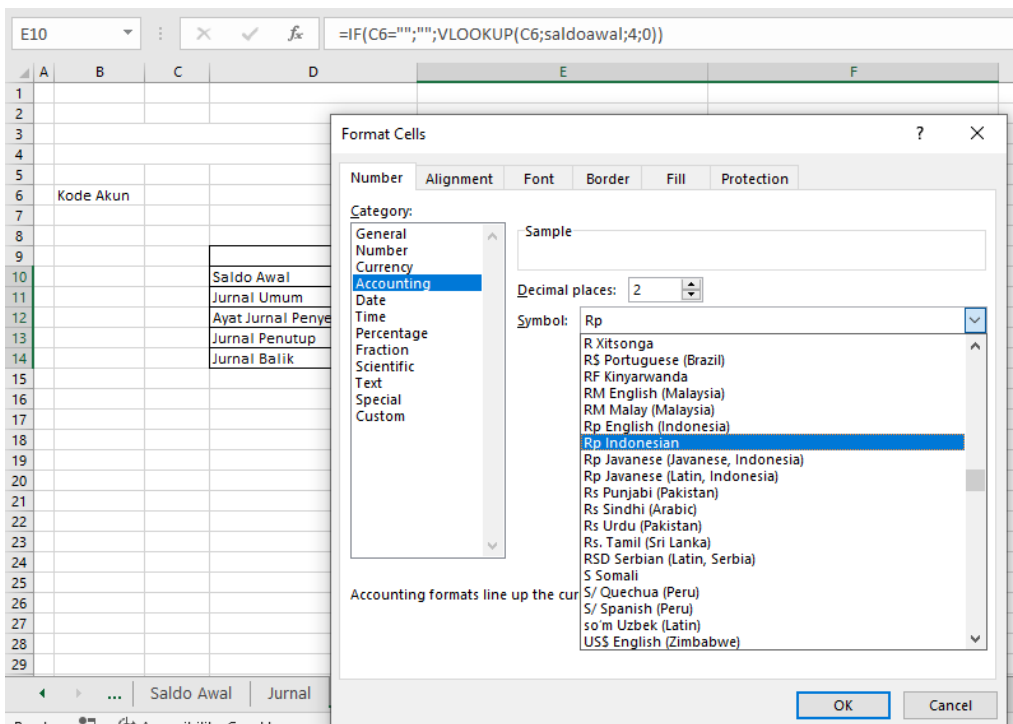 E10 fx =IF(C6="";"";VLOOKUP(C6;saldoawal;4;0))
A B C D E F
1
2
3
4
5
6 Kode Akun
7
8
9
10 Saldo Awal
11 Jurnal Umum
12 Ayat Jurnal Penye
13 Jurnal Penutup
14 Jurnal Balik
15
16
17
18
19
20
21
22
23
24
25
26
27
28
29
Format Cells ? ×
Number Alignment Font Border Fill Protection
Category:
General
Number
Currency
Accounting
Date
Time
Percentage
Fraction
Scientific
Text
Special
Custom
Sample
Decimal places: 2
Symbol: Rp
R Xitsonga
R$ Portuguese (Brazil)
RF Kinyarwanda
RM English (Malaysia)
RM Malay (Malaysia)
Rp English (Indonesia)
Rp Indonesian
Rp Javanese (Javanese, Indonesia)
Rp Javanese (Latin, Indonesia)
Rs Punjabi (Pakistan)
Rs Sindhi (Arabic)
Rs Urdu (Pakistan)
Rs. Tamil (Sri Lanka)
RSD Serbian (Latin, Serbia)
S Somali
S/ Quechua (Peru)
S/ Spanish (Peru)
so'm Uzbek (Latin)
US$ English (Zimbabwe)
Accounting formats line up the cur
OK Cancel
... Saldo Awal Jurnal